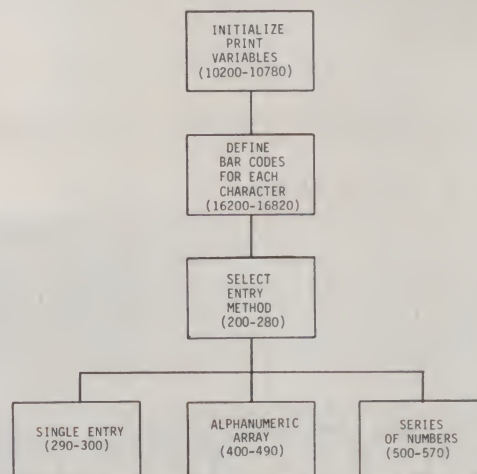 INITIALIZE
PRINT
VARIABLES
(10200-10780)
DEFINE
BAR CODES
FOR EACH
CHARACTER
(16200-16820)
SELECT
ENTRY
METHOD
(200-280)
SINGLE ENTRY
(290-300)
ALPHANUMERIC
ARRAY
(400-490)
SERIES
OF NUMBERS
(500-570)